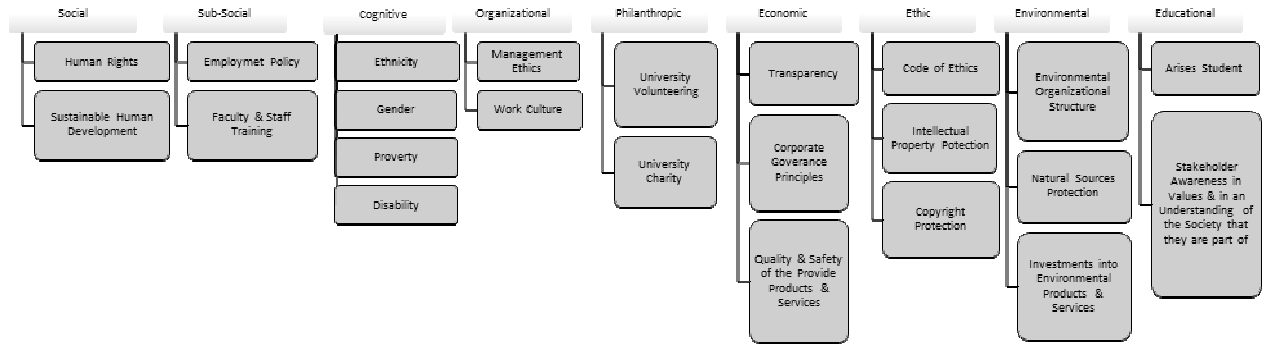 Social
Human Rights
Sustainable Human
Development
Sub-Social
Employmet Policy
Faculty & Staff
Training
Cognitive
Ethnicity
Gender
Proverty
Disability
Organizational
Management
Ethics
Work Culture
Philanthropic
University
Volunteering
University
Charity
Economic
Transparency
Corporate
Goverance
Principles
Quality & Safety
of the Provide
Products &
Services
Ethic
Code of Ethics
Intellectual
Property Potection
Copyright
Protection
Environmental
Environmental
Organizational
Structure
Natural Sources
Protection
Investments into
Environmental
Products &
Services
Educational
Arises Student
Stakeholder
Awareness in
Values & in an
Understanding of
the Society that
they are part of